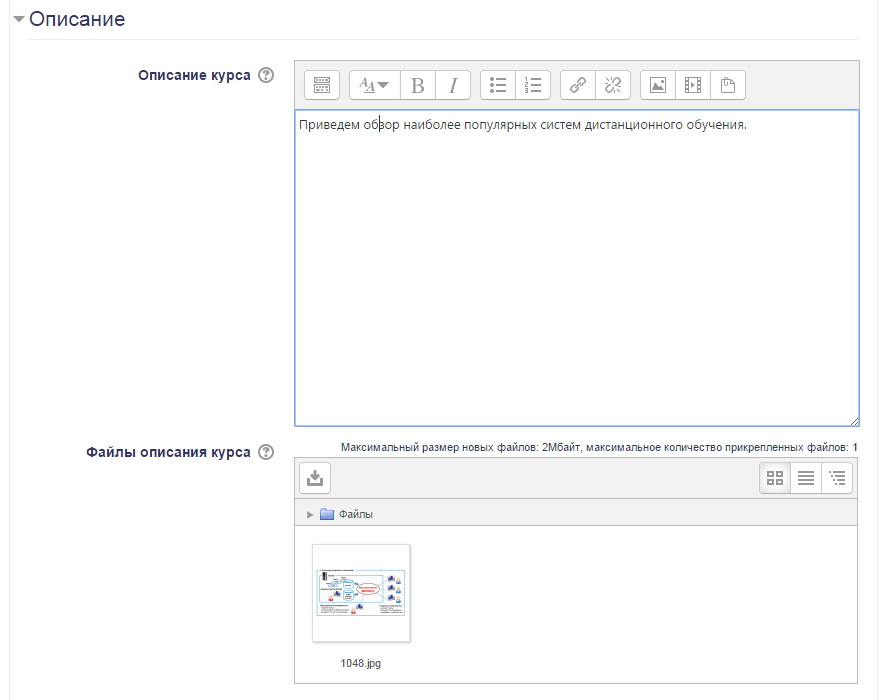 Описание
Описание курса
Приведем обзор наиболее популярных систем дистанционного обучения.
Файлы описания курса
Максимальный размер новых файлов: 2Мбайт, максимальное количество прикрепленных файлов: 1
Файлы
1048.jpg